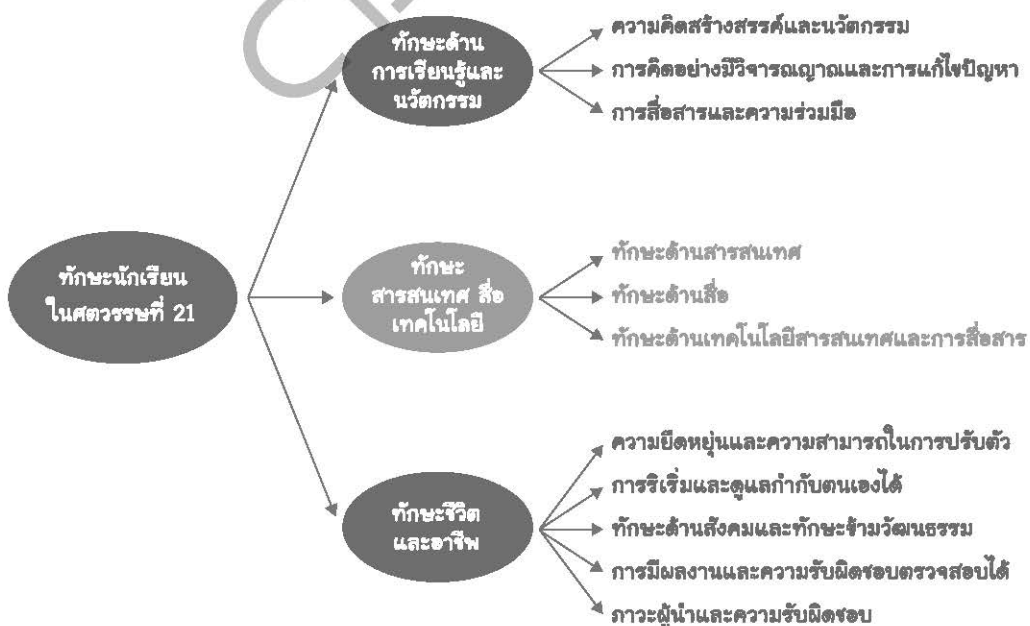 ทักษะนักเรียน
ในศตวรรษที่ 21
ทักษะด้าน
การเรียนรู้และ
นวัตกรรม
ความคิดสร้างสรรค์และนวัตกรรม
การคิดอย่างมีวิจารณญาณและการแก้ไขปัญหา
การสื่อสารและความร่วมมือ
ทักษะ
สารสนเทศ สื่อ
เทคโนโลยี
ทักษะด้านสารสนเทศ
ทักษะด้านสื่อ
ทักษะด้านเทคโนโลยีสารสนเทศและการสื่อสาร
ทักษะชีวิต
และอาชีพ
ความยืดหยุ่นและความสามารถในการปรับตัว
การริเริ่มและดูแลกำกับตนเองได้
ทักษะด้านสังคมและทักษะข้ามวัฒนธรรม
การมีผลงานและความรับผิดชอบตรวจสอบได้
ภาวะผู้นำและความรับผิดชอบ